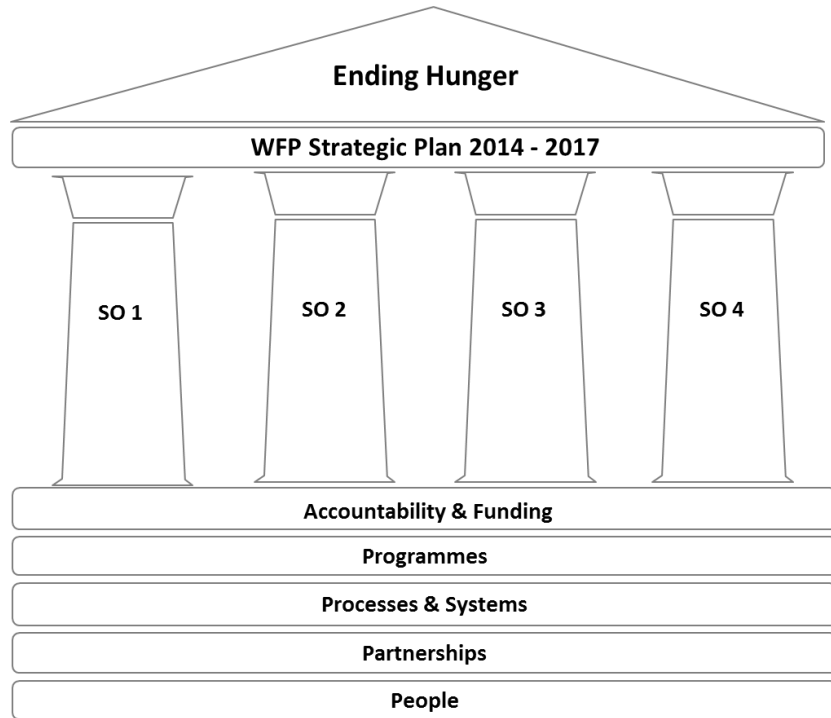 Ending Hunger
WFP Strategic Plan 2014 - 2017
SO 1
SO 2
SO 3
SO 4
Accountability & Funding
Programmes
Processes & Systems
Partnerships
People